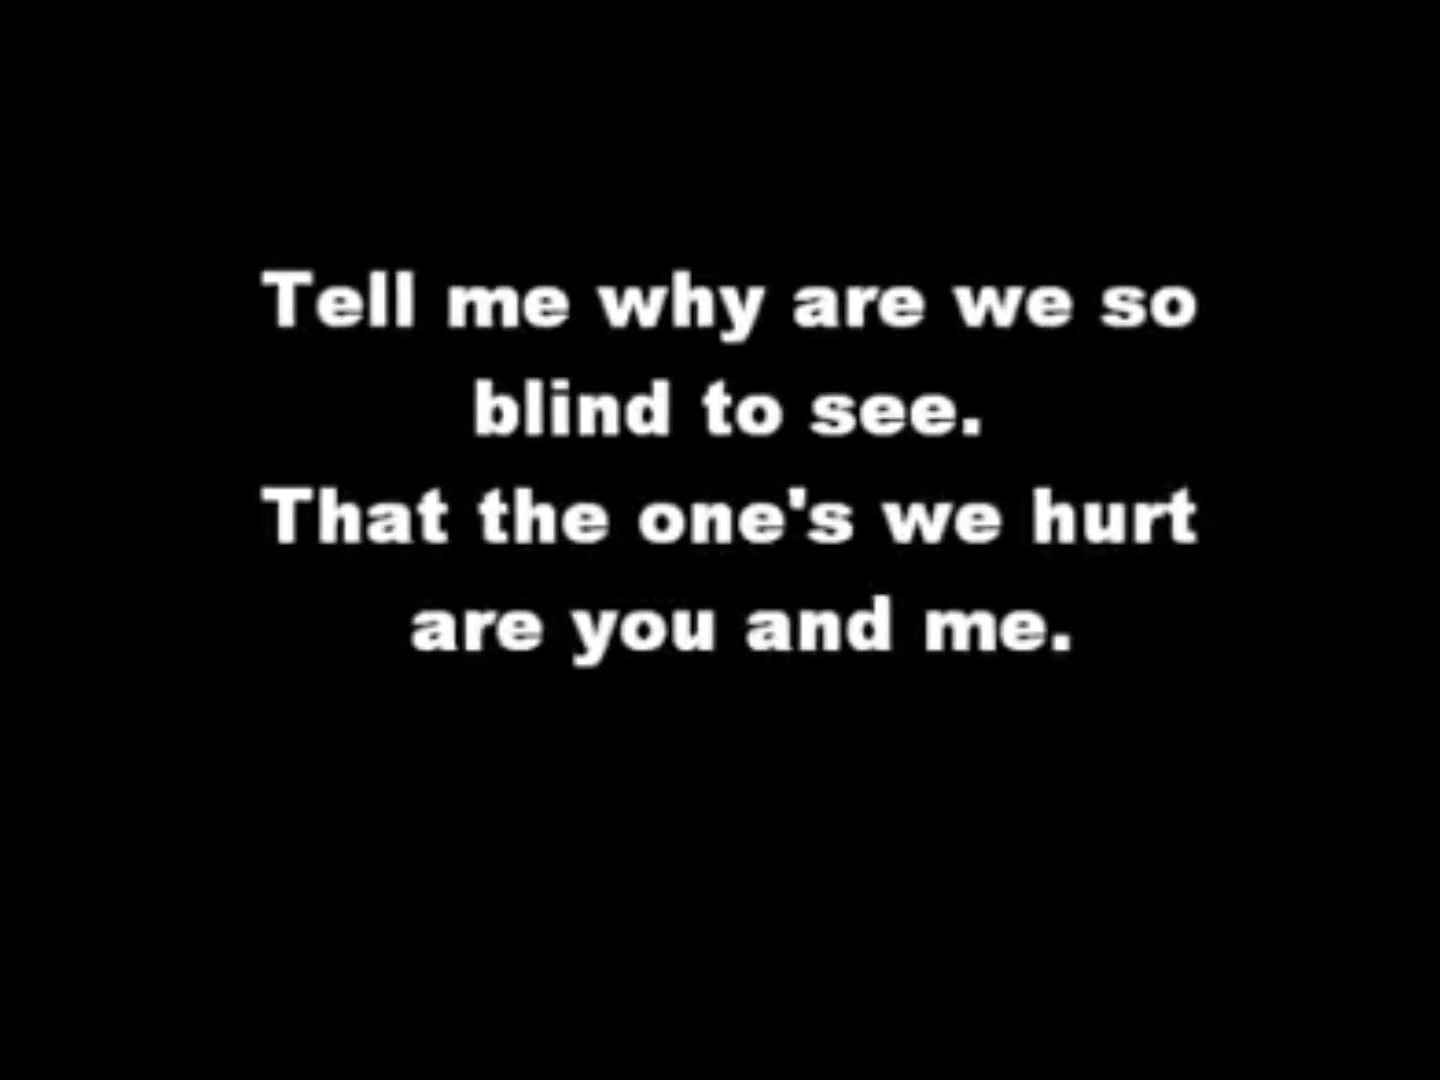 Tell me why are we so
blind to see.
That the one's we hurt
are you and me.